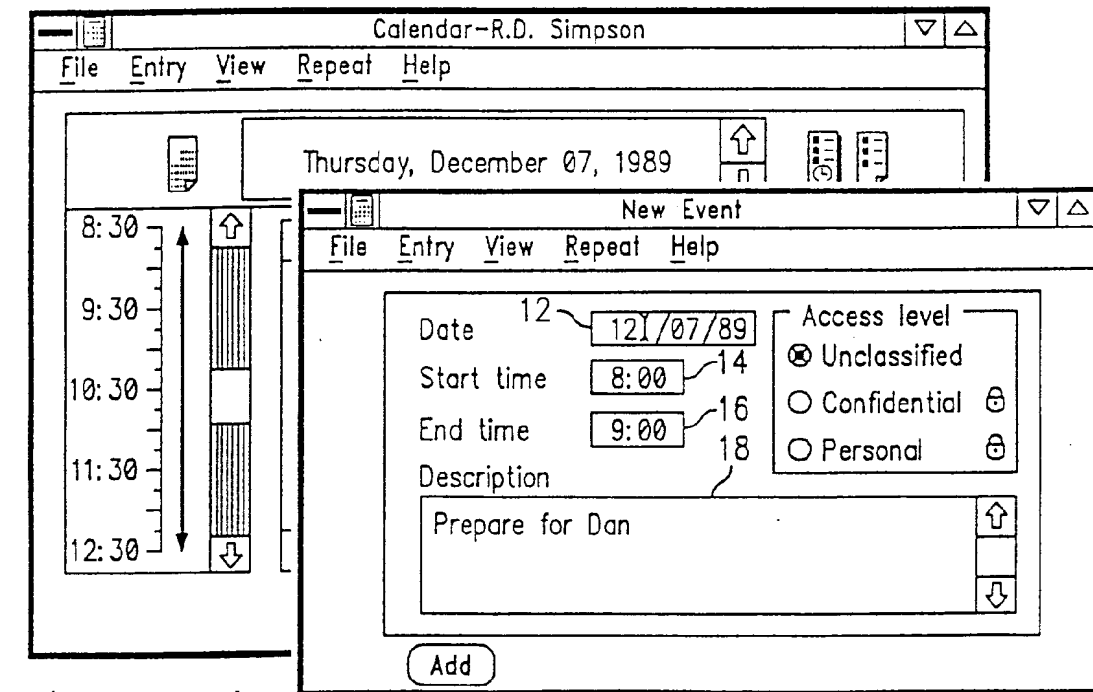 Calendar-R.D. Simpson
File Entry View Repeat Help
Thursday, December 07, 1989
8:30
9:30
10:30
11:30
12:30
New Event
File Entry View Repeat Help
Date 12 12/07/89
Start time 8:00 14
End time 9:00 16
Description 18
Prepare for Dan
Access level
Unclassified
Confidential
Personal
Add